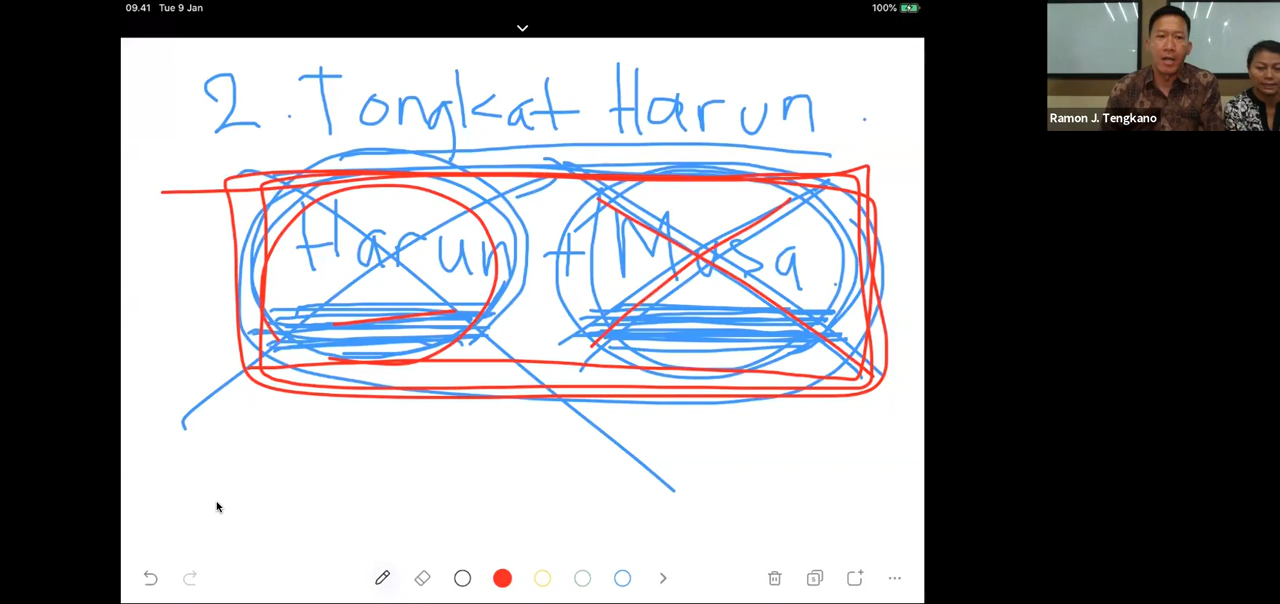 09.41 Tue 9 Jan
100%
2. Tongkat Harun.
Harun + Musa.
Ramon J. Tengkano